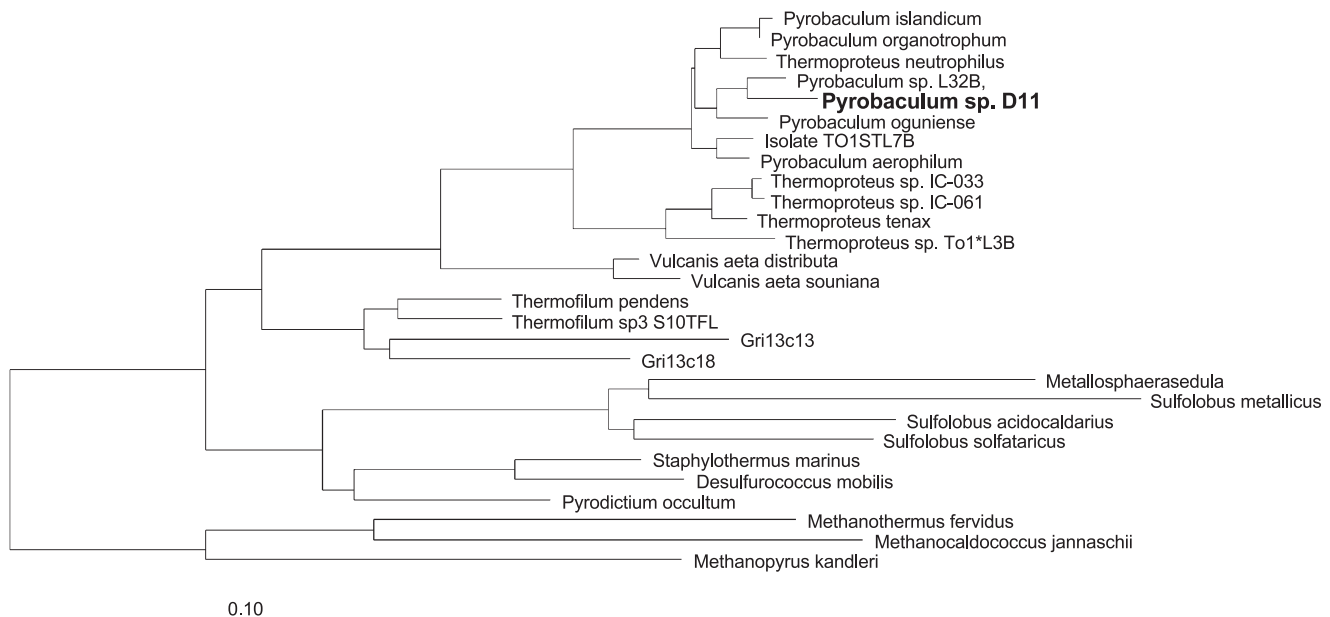 Pyrobaculum islandicum
Pyrobaculum organotrophum
Thermoproteus neutrophilus
Pyrobaculum sp. L32B,
Pyrobaculum sp. D11
Pyrobaculum oguniense
Isolate TO1STL7B
Pyrobaculum aerophilum
Thermoproteus sp. IC-033
Thermoproteus sp. IC-061
Thermoproteus tenax
Thermoproteus sp. To1*L3B
Vulcanis aeta distributa
Vulcanis aeta souniana
Thermofilum pendens
Thermofilum sp3 S10TFL
Gri13c13
Gri13c18
Metallosphaerasedula
Sulfolobus metallicus
Sulfolobus acidocaldarius
Sulfolobus solfataricus
Staphylothermus marinus
Desulfurococcus mobilis
Pyrodictium occultum
Methanothermus fervidus
Methanocaldococcus jannaschii
Methanopyrus kandleri
0.10